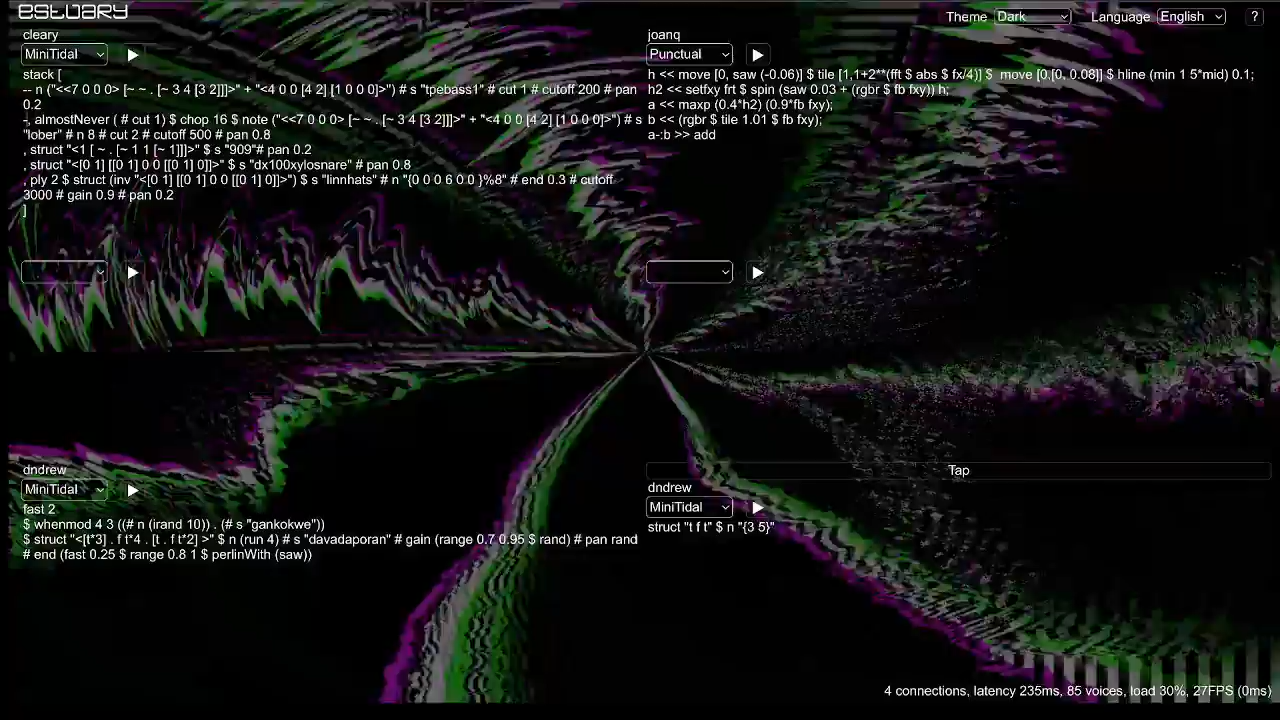 estuary
Theme Dark Language English ?
cleary
MiniTidal
stack [
-- n ("<<7 0 0 0> [~ ~ . [~ 3 4 [3 2]]]>" + "<4 0 0 [4 2] [1 0 0 0]>") # s "tpebass1" # cut 1 # cutoff 200 # pan
0.2
-, almostNever ( # cut 1) $ chop 16 $ note ("<<7 0 0 0> [~ ~ . [~ 3 4 [3 2]]]>" + "<4 0 0 [4 2] [1 0 0 0]>") # s
"lober" # n 8 # cut 2 # cutoff 500 # pan 0.8
, struct "<1 [ ~ . [~ 1 1 [~ 1]]]>" $ s "909"# pan 0.2
, struct "<[0 1] [[0 1] 0 0 [[0 1] 0]]>" $ s "dx100xylosnare" # pan 0.8
, ply 2 $ struct (inv "<[0 1] [[0 1] 0 0 [[0 1] 0]]>") $ s "linnhats" # n "{0 0 0 6 0 0 }%8" # end 0.3 # cutoff
3000 # gain 0.9 # pan 0.2
]
joanq
Punctual
h << move [0, saw (-0.06)] $ tile [1,1+2**(fft $ abs $ fx/4)] $ move [0,[0, 0.08]] $ hline (min 1 5*mid) 0.1;
h2 << setfxy frt $ spin (saw 0.03 + (rgbr $ fb fxy)) h;
a << maxp (0.4*h2) (0.9*fb fxy);
b << (rgbr $ tile 1.01 $ fb fxy);
a-:b >> add
dndrew
MiniTidal
fast 2
$ whenmod 4 3 ((# n (irand 10)) . (# s "gankokwe"))
$ struct "<[t*3] . f t*4 . [t . f t*2] >" $ n (run 4) # s "davadaporan" # gain (range 0.7 0.95 $ rand) # pan rand
# end (fast 0.25 $ range 0.8 1 $ perlinWith (saw))
Tap
dndrew
MiniTidal
struct "t f t" $ n "{3 5}"
4 connections, latency 235ms, 85 voices, load 30%, 27FPS (0ms)